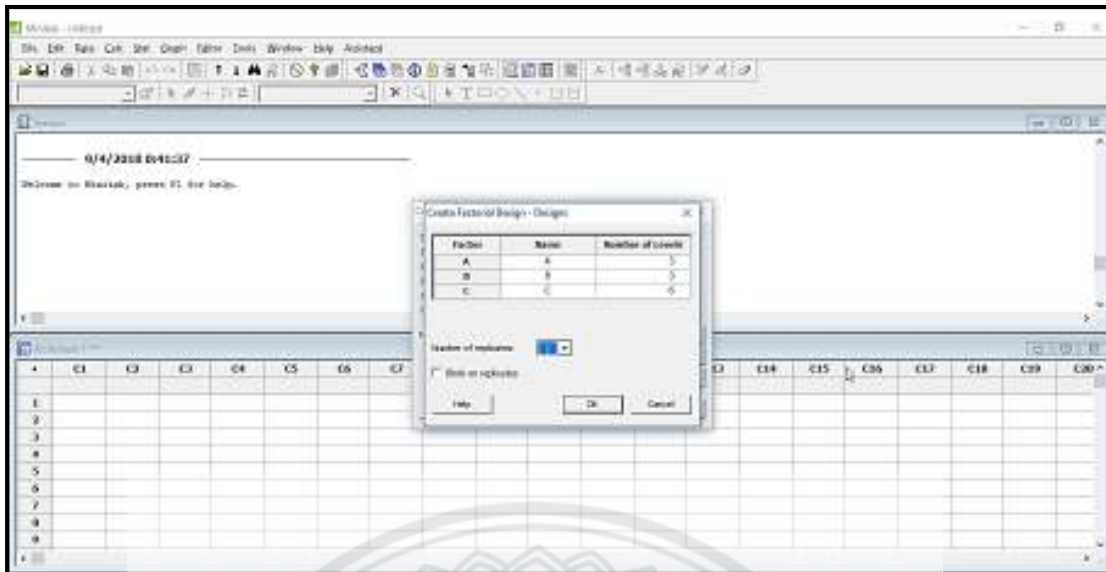 Minitab - Untitled
File Edit Data Calc Stat Graph Editor Tools Window Help Assistant
Session
9/4/2018 0:41:37
Welcome to Minitab, press F1 for help.
Create Factorial Design - Designs
Factor Name Number of Levels
A A
B B
C C
Number of replicates:
Block on replicates
Help OK Cancel
C1 C2 C3 C4 C5 C6 C7 C14 C15 C16 C17 C18 C19 C20
1
2
3
4
5
6
7
8
9